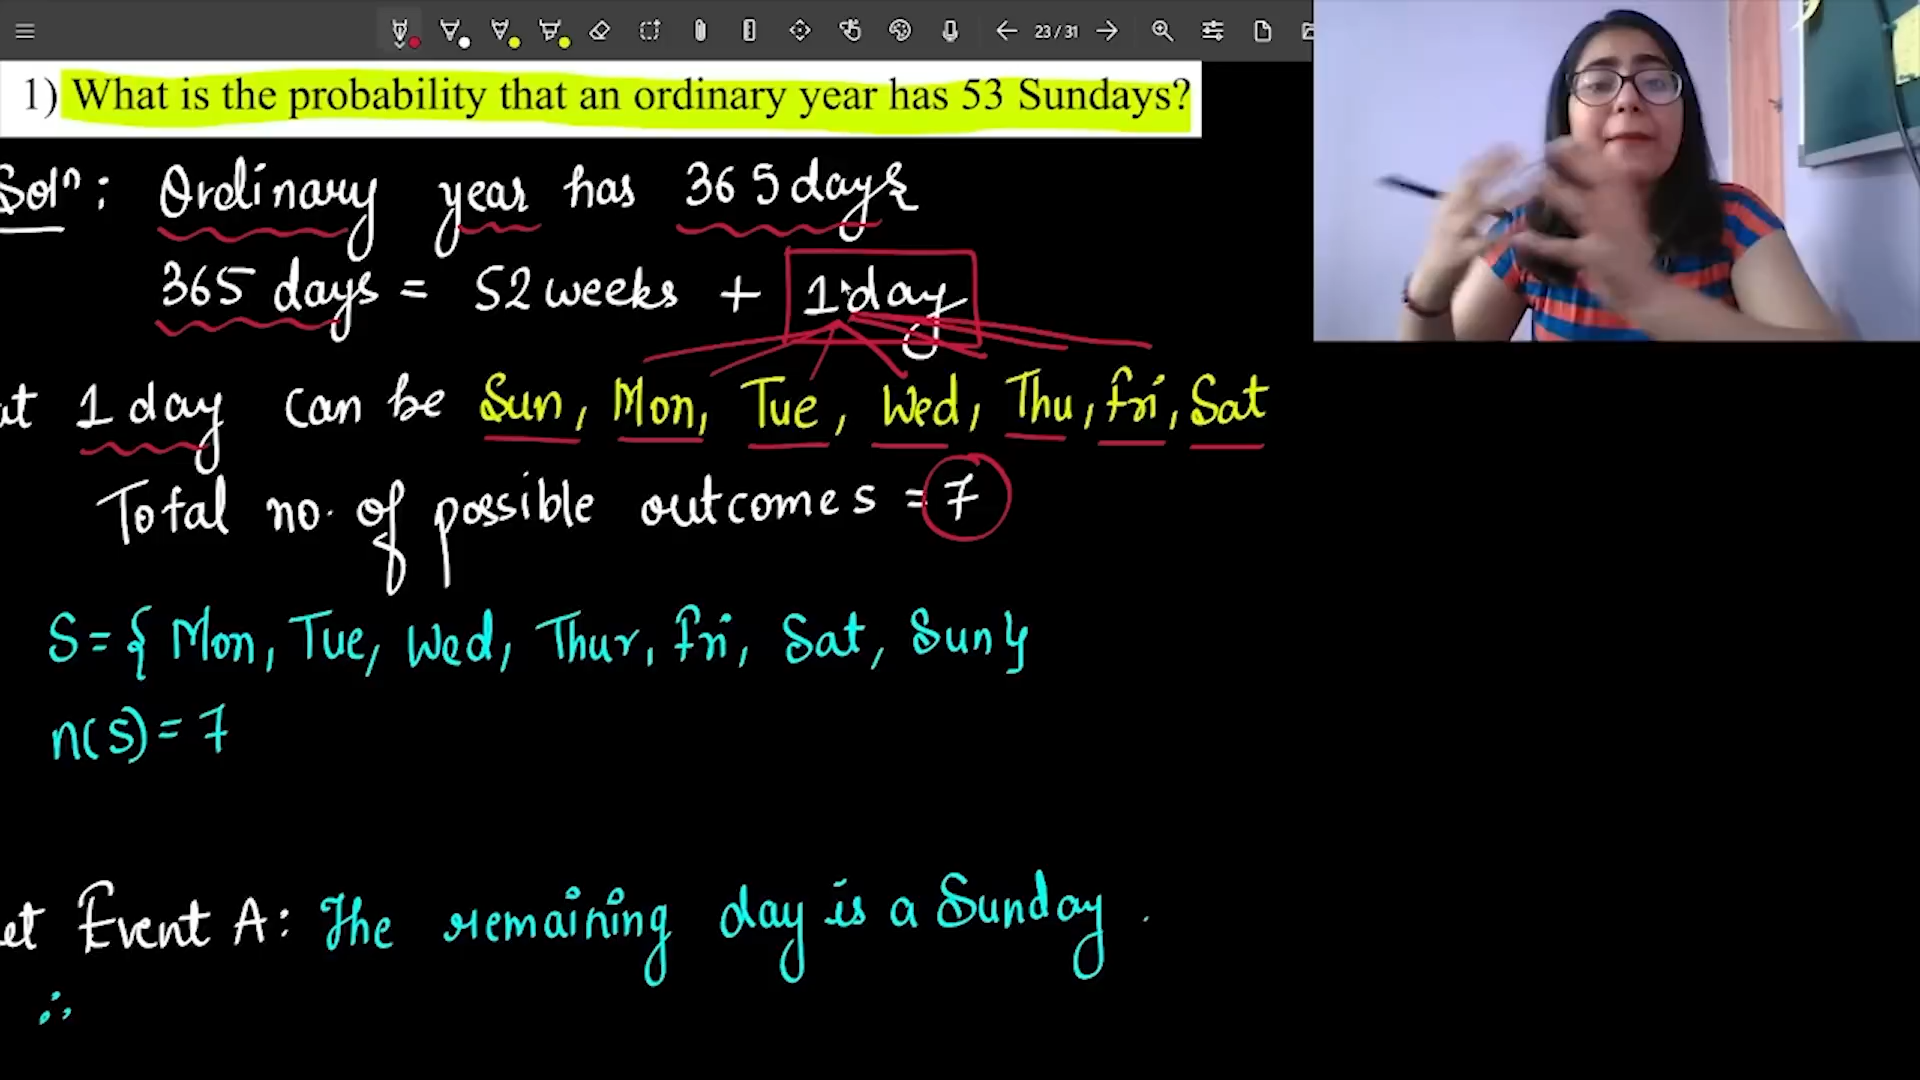 23 / 31
1) What is the probability that an ordinary year has 53 Sundays?
Soln: Ordinary year has 365 days
365 days = 52 weeks + 1 day
at 1 day can be Sun, Mon, Tue, Wed, Thu, Fri, Sat
Total no. of possible outcomes = 7
S = { Mon, Tue, Wed, Thur, Fri, Sat, Sun }
n(s) = 7
et Event A: The remaining day is a Sunday.
∴